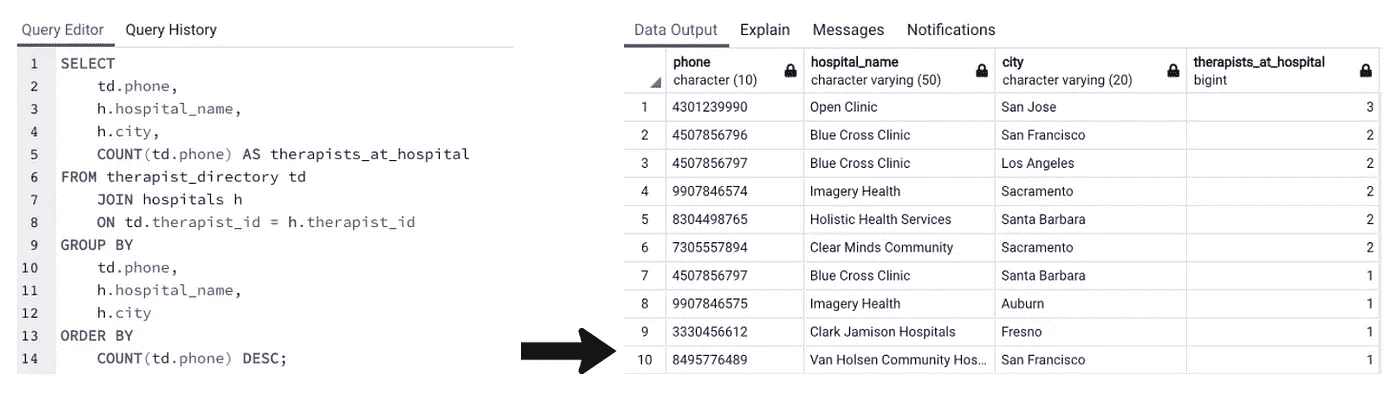 Query Editor Query History
1 SELECT
2 td.phone,
3 h.hospital_name,
4 h.city,
5 COUNT(td.phone) AS therapists_at_hospital
6 FROM therapist_directory td
7 JOIN hospitals h
8 ON td.therapist_id = h.therapist_id
9 GROUP BY
10 td.phone,
11 h.hospital_name,
12 h.city
13 ORDER BY
14 COUNT(td.phone) DESC;
Data Output Explain Messages Notifications
phone hospital_name city therapists_at_hospital
character (10) character varying (50) character varying (20) bigint
1 4301239990 Open Clinic San Jose 3
2 4507856796 Blue Cross Clinic San Francisco 2
3 4507856797 Blue Cross Clinic Los Angeles 2
4 9907846574 Imagery Health Sacramento 2
5 8304498765 Holistic Health Services Santa Barbara 2
6 7305557894 Clear Minds Community Sacramento 2
7 4507856797 Blue Cross Clinic Santa Barbara 1
8 9907846575 Imagery Health Auburn 1
9 3330456612 Clark Jamison Hospitals Fresno 1
10 8495776489 Van Holsen Community Hos... San Francisco 1